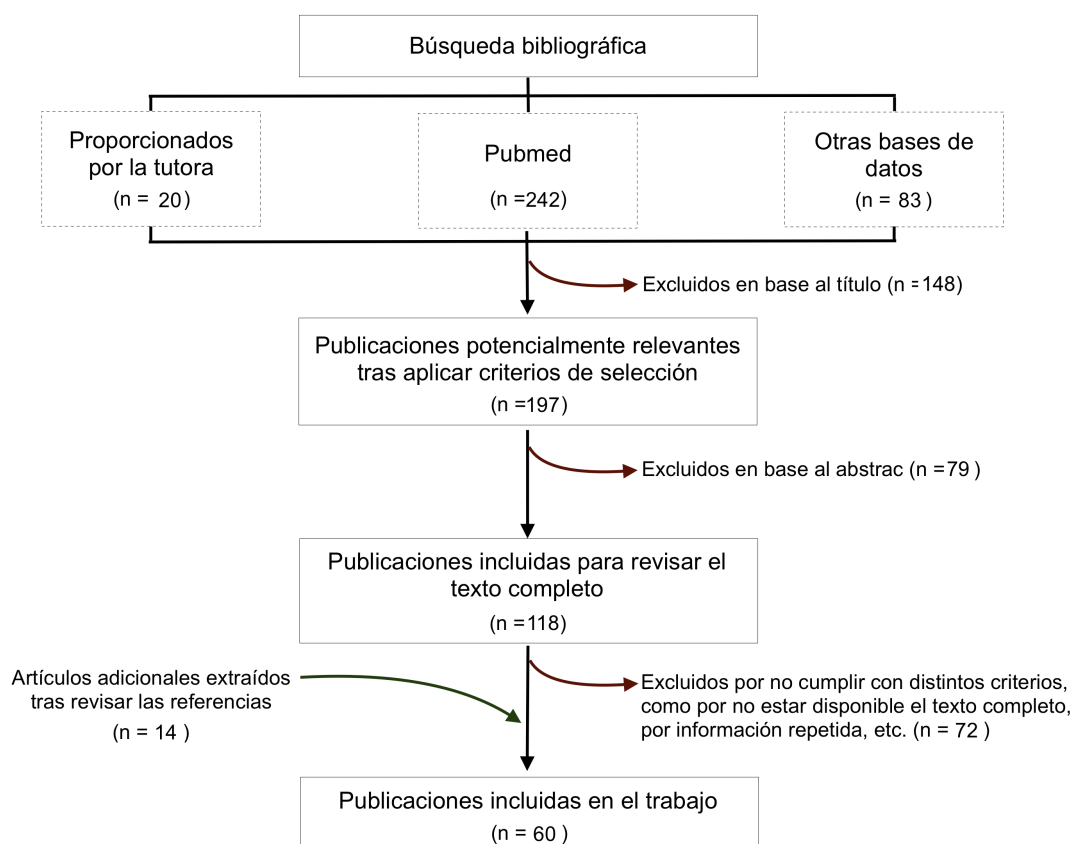 Búsqueda bibliográfica
Proporcionados
por la tutora
(n = 20)
Pubmed
(n =242)
Otras bases de
datos
(n = 83 )
Excluidos en base al título (n =148)
Publicaciones potencialmente relevantes
tras aplicar criterios de selección
(n =197)
Excluidos en base al abstrac (n =79 )
Publicaciones incluidas para revisar el
texto completo
(n =118)
Artículos adicionales extraídos
tras revisar las referencias
(n = 14 )
Excluidos por no cumplir con distintos criterios,
como por no estar disponible el texto completo,
por información repetida, etc. (n = 72 )
Publicaciones incluidas en el trabajo
(n = 60 )